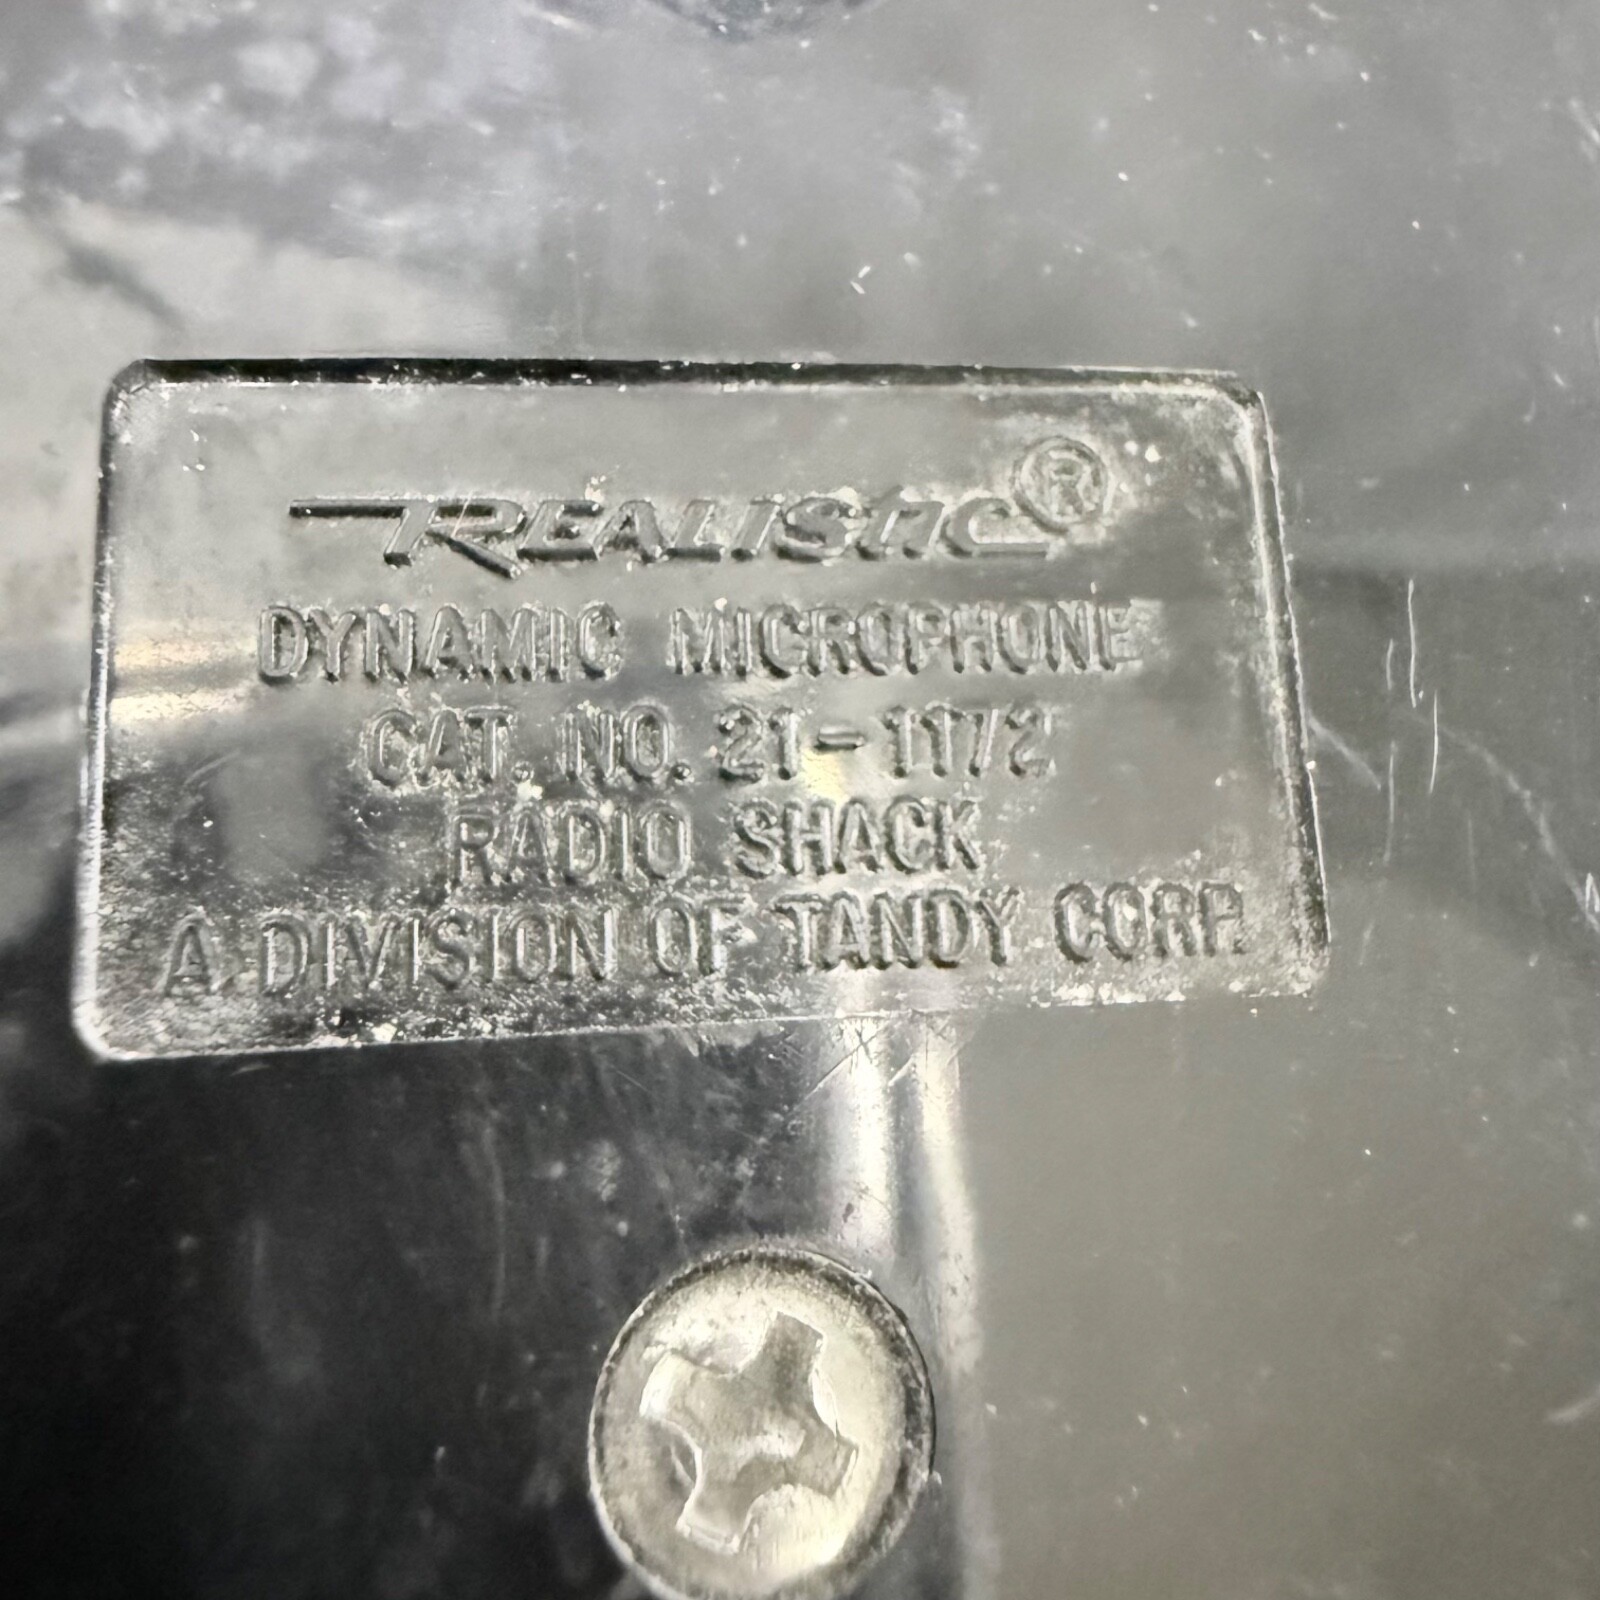 REALISTIC®
DYNAMIC MICROPHONE
CAT. NO. 21-1172
RADIO SHACK
A DIVISION OF TANDY CORP.